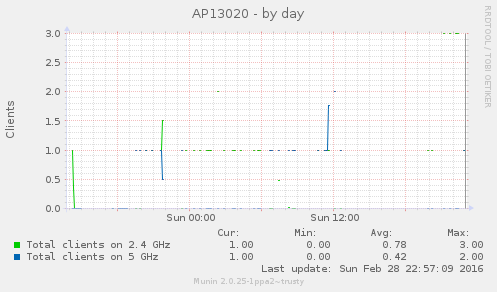 AP13020 - by day
RRDTOOL / TOBI OETIKER
Clients
3.0
2.5
2.0
1.5
1.0
0.5
0.0
Sun 00:00 Sun 12:00
Cur: Min: Avg: Max:
Total clients on 2.4 GHz 1.00 0.00 0.78 3.00
Total clients on 5 GHz 1.00 0.00 0.42 2.00
Last update: Sun Feb 28 22:57:09 2016
Munin 2.0.25-1ppa2~trusty